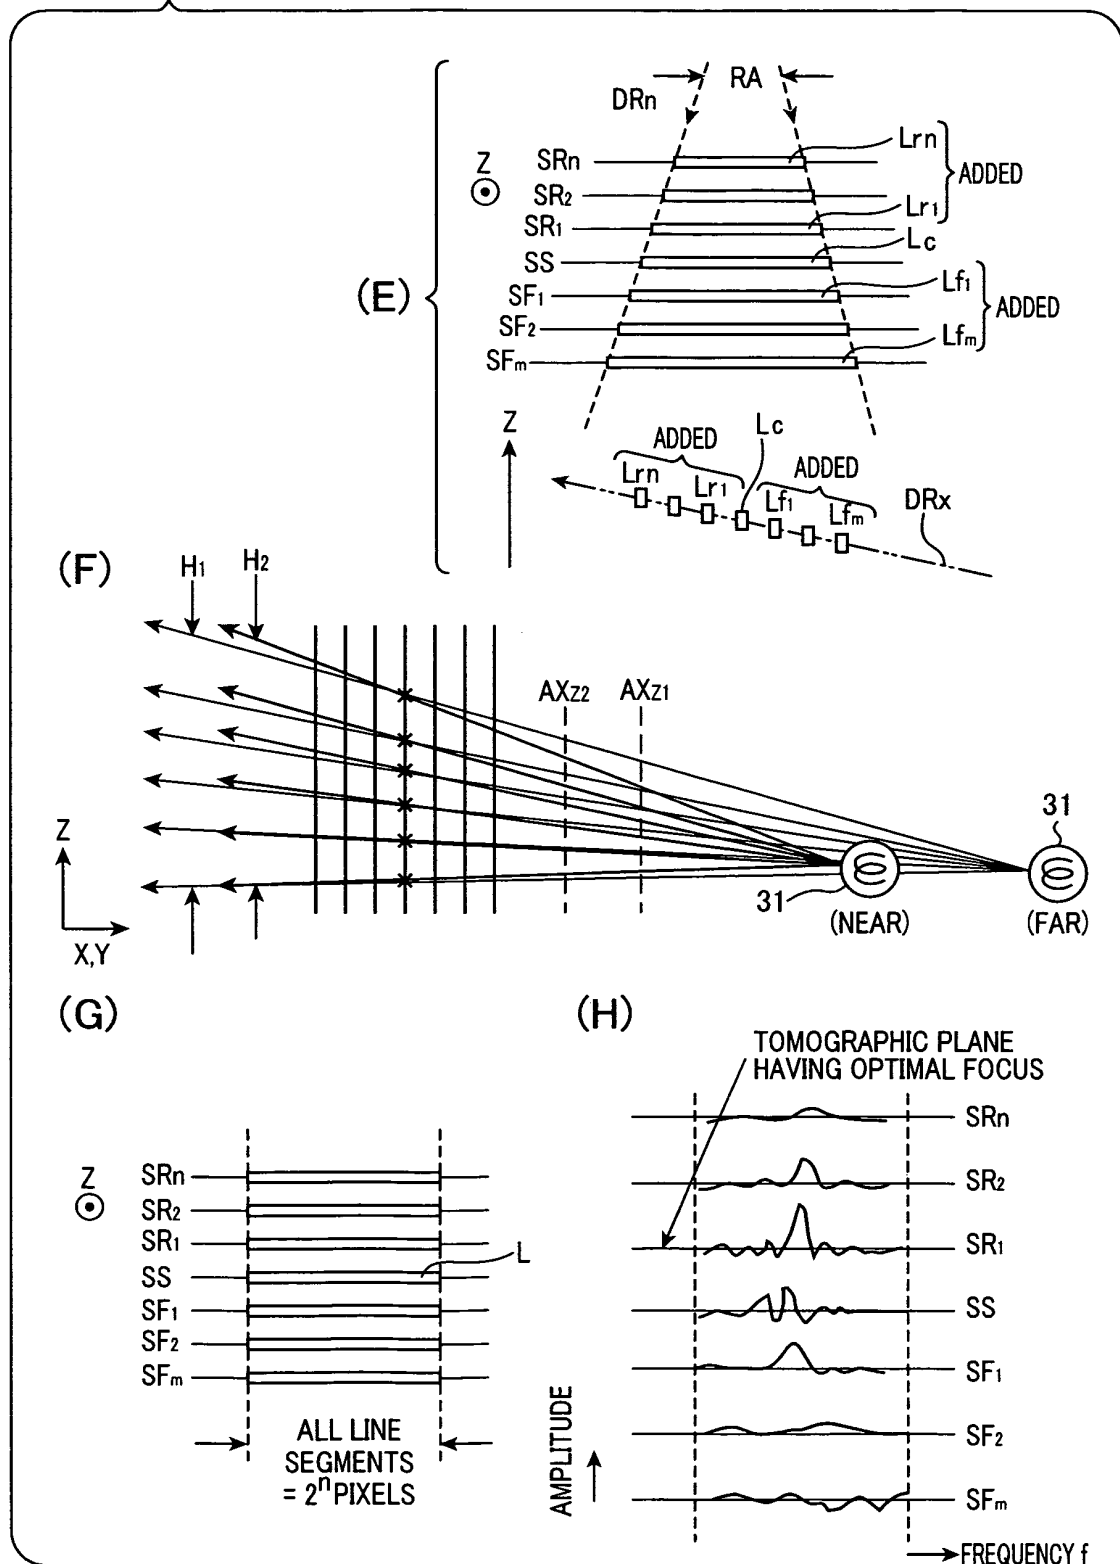 (E)
RA
DRn
Lrn
SRn
ADDED
Z
SR2
Lr1
SR1
Lc
SS
Lf1
SF1
ADDED
SF2
Lfm
SFm
Z
Lc
ADDED
ADDED
Lrn
Lr1
Lf1
Lfm
DRx
(F)
H1
H2
AXZ2
AXZ1
31
31
(NEAR)
(FAR)
Z
X,Y
(G)
Z
SRn
SR2
SR1
SS
L
SF1
SF2
SFm
ALL LINE
SEGMENTS
= 2n PIXELS
(H)
TOMOGRAPHIC PLANE
HAVING OPTIMAL FOCUS
SRn
SR2
SR1
SS
SF1
SF2
SFm
AMPLITUDE
FREQUENCY f